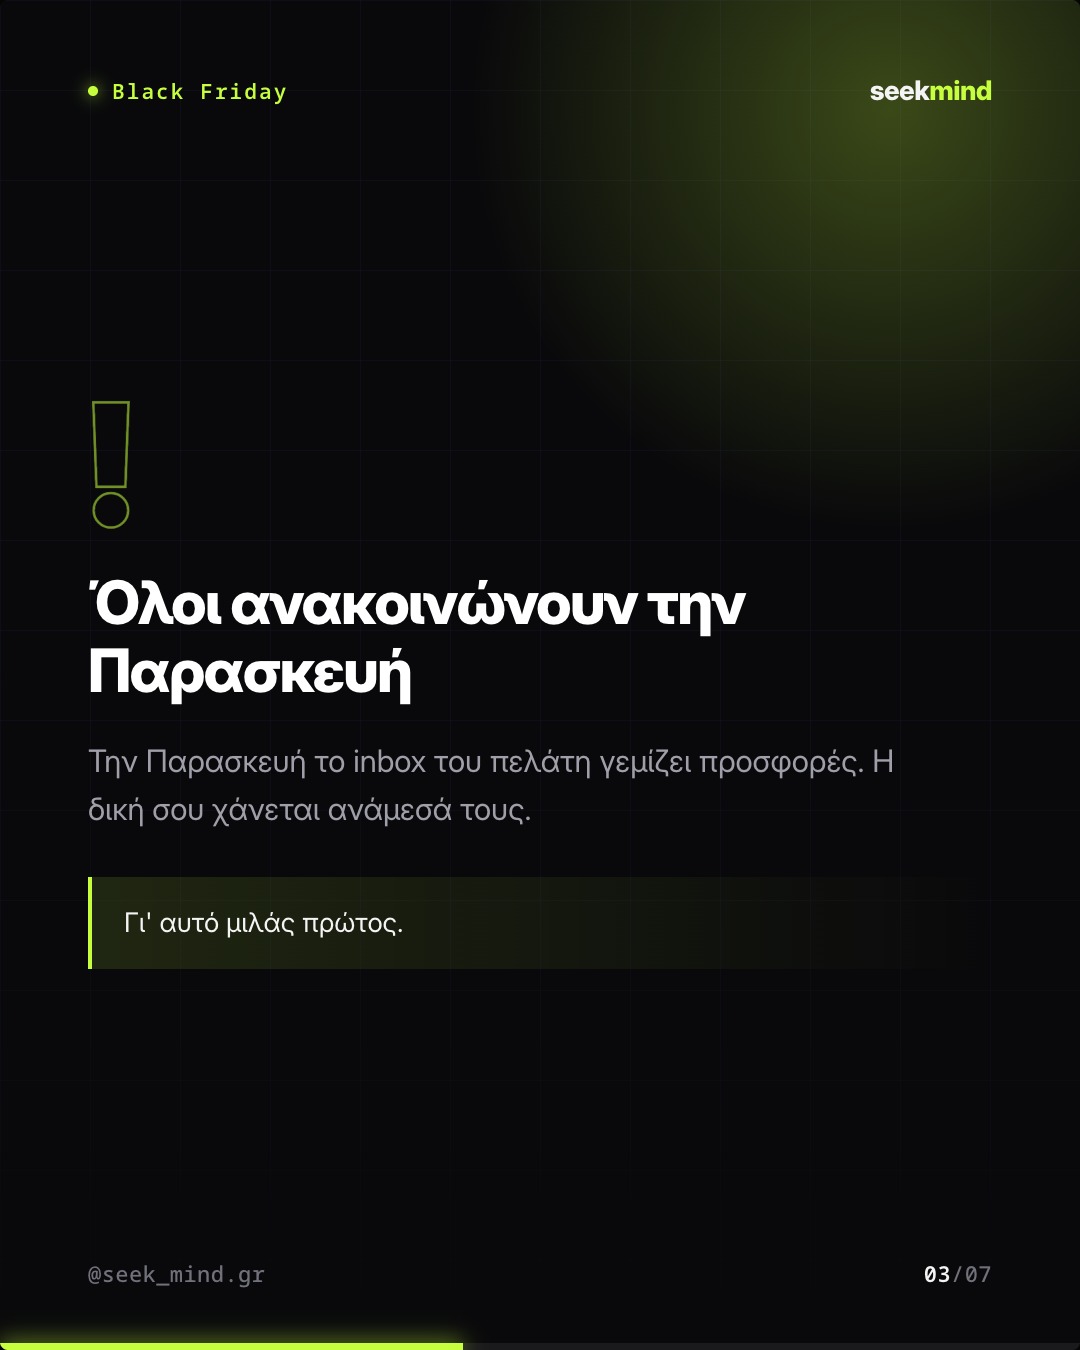 Black Friday
seekmind
!
Όλοι ανακοινώνουν την
Παρασκευή
Την Παρασκευή το inbox του πελάτη γεμίζει προσφορές. Η
δική σου χάνεται ανάμεσά τους.
Γι' αυτό μιλάς πρώτος.
@seek_mind.gr
03/07